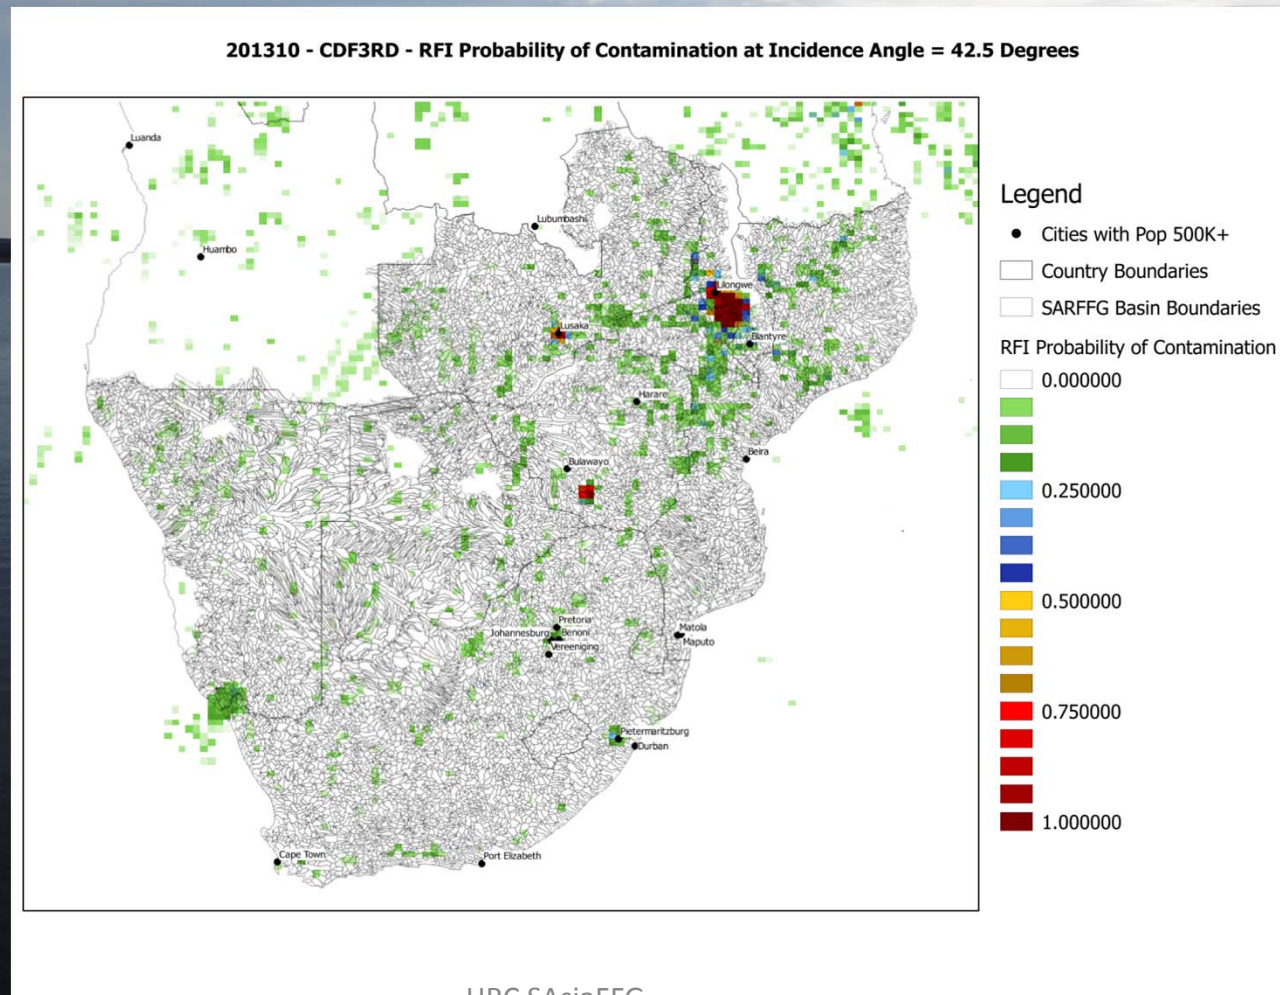 201310 - CDF3RD - RFI Probability of Contamination at Incidence Angle = 42.5 Degrees
Luanda
Lubumbashi
Huambo
Lilongwe
Lusaka
Blantyre
Harare
Beira
Bulawayo
Pretoria
Johannesburg
Benoni
Vereeniging
Matola
Maputo
Pietermaritzburg
Durban
Cape Town
Port Elizabeth
Legend
Cities with Pop 500K+
Country Boundaries
SARFFG Basin Boundaries
RFI Probability of Contamination
0.000000
0.250000
0.500000
0.750000
1.000000